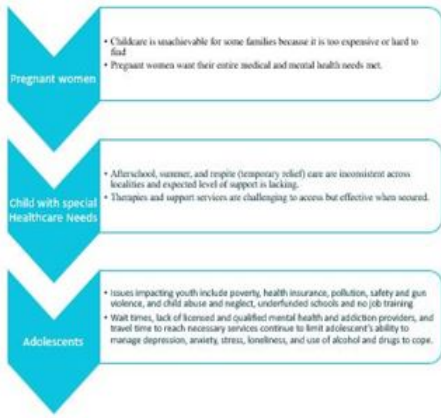 Pregnant women
• Childcare is unachievable for some families because it is too expensive or hard to
find
• Pregnant women want their entire medical and mental health needs met.
Child with special
Healthcare Needs
• Afterschool, summer, and respite (temporary relief) care are inconsistent across
localities and expected level of support is lacking.
• Therapies and support services are challenging to access but effective when secured.
Adolescents
• Issues impacting youth include poverty, health insurance, pollution, safety and gun
violence, and child abuse and neglect, underfunded schools and no job training
• Wait times, lack of licensed and qualified mental health and addiction providers, and
travel time to reach necessary services continue to limit adolescent's ability to
manage depression, anxiety, stress, loneliness, and use of alcohol and drugs to cope.